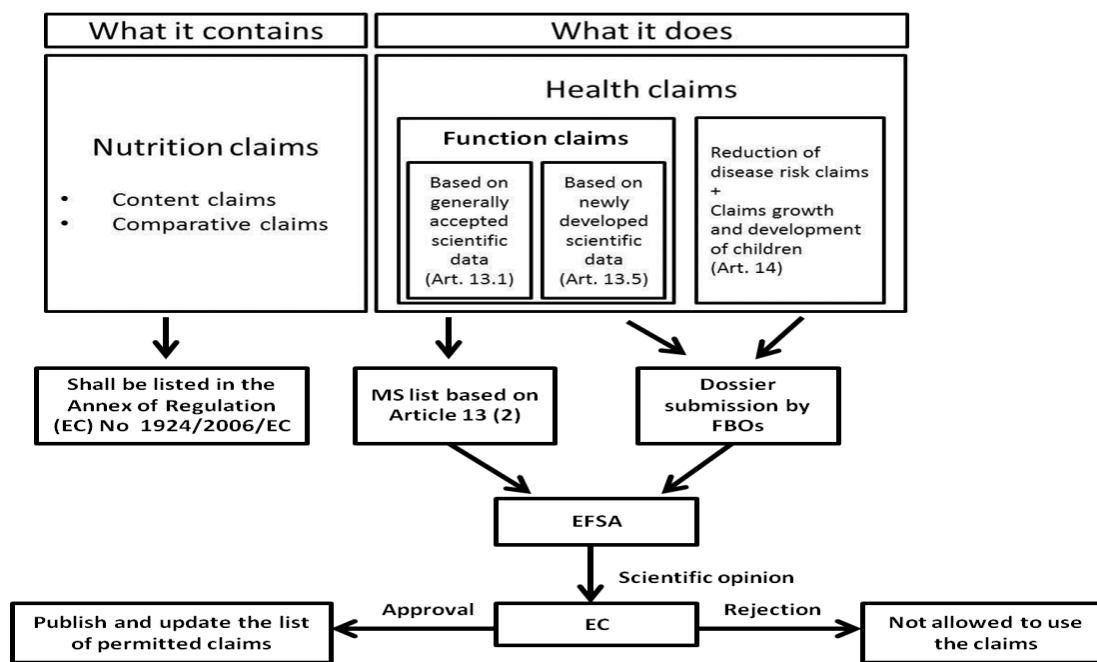 What it contains
What it does
Nutrition claims
• Content claims
• Comparative claims
Health claims
Function claims
Based on
generally
accepted
scientific
data
(Art. 13.1)
Based on
newly
developed
scientific
data
(Art. 13.5)
Reduction of
disease risk claims
+
Claims growth
and development
of children
(Art. 14)
Shall be listed in the
Annex of Regulation
(EC) No 1924/2006/EC
MS list based on
Article 13 (2)
Dossier
submission by
FBOs
EFSA
Scientific opinion
Approval
EC
Rejection
Publish and update the list
of permitted claims
Not allowed to use
the claims